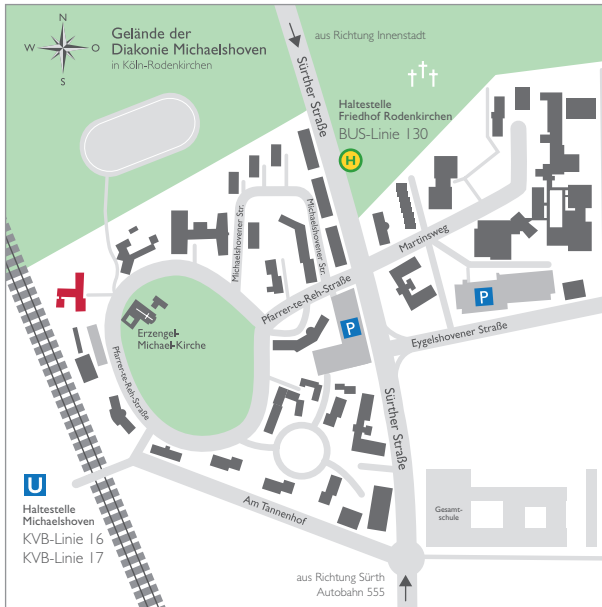 N
W O
S
Gelände der
Diakonie Michaelshoven
in Köln-Rodenkirchen
aus Richtung Innenstadt
Sürther Straße
Haltestelle
Friedhof Rodenkirchen
BUS-Linie 130
H
Michaelshovener Str.
Michaelshovener Str.
Martinsweg
Pfarrer-te-Reh-Straße
P
P
Eygelshovener Straße
Erzengel-
Michael-Kirche
Pfarrer-te-Reh-Straße
Sürther Straße
U
Haltestelle
Michaelshoven
KVB-Linie 16
KVB-Linie 17
Am Tannenhof
Gesamt-
schule
aus Richtung Sürth
Autobahn 555